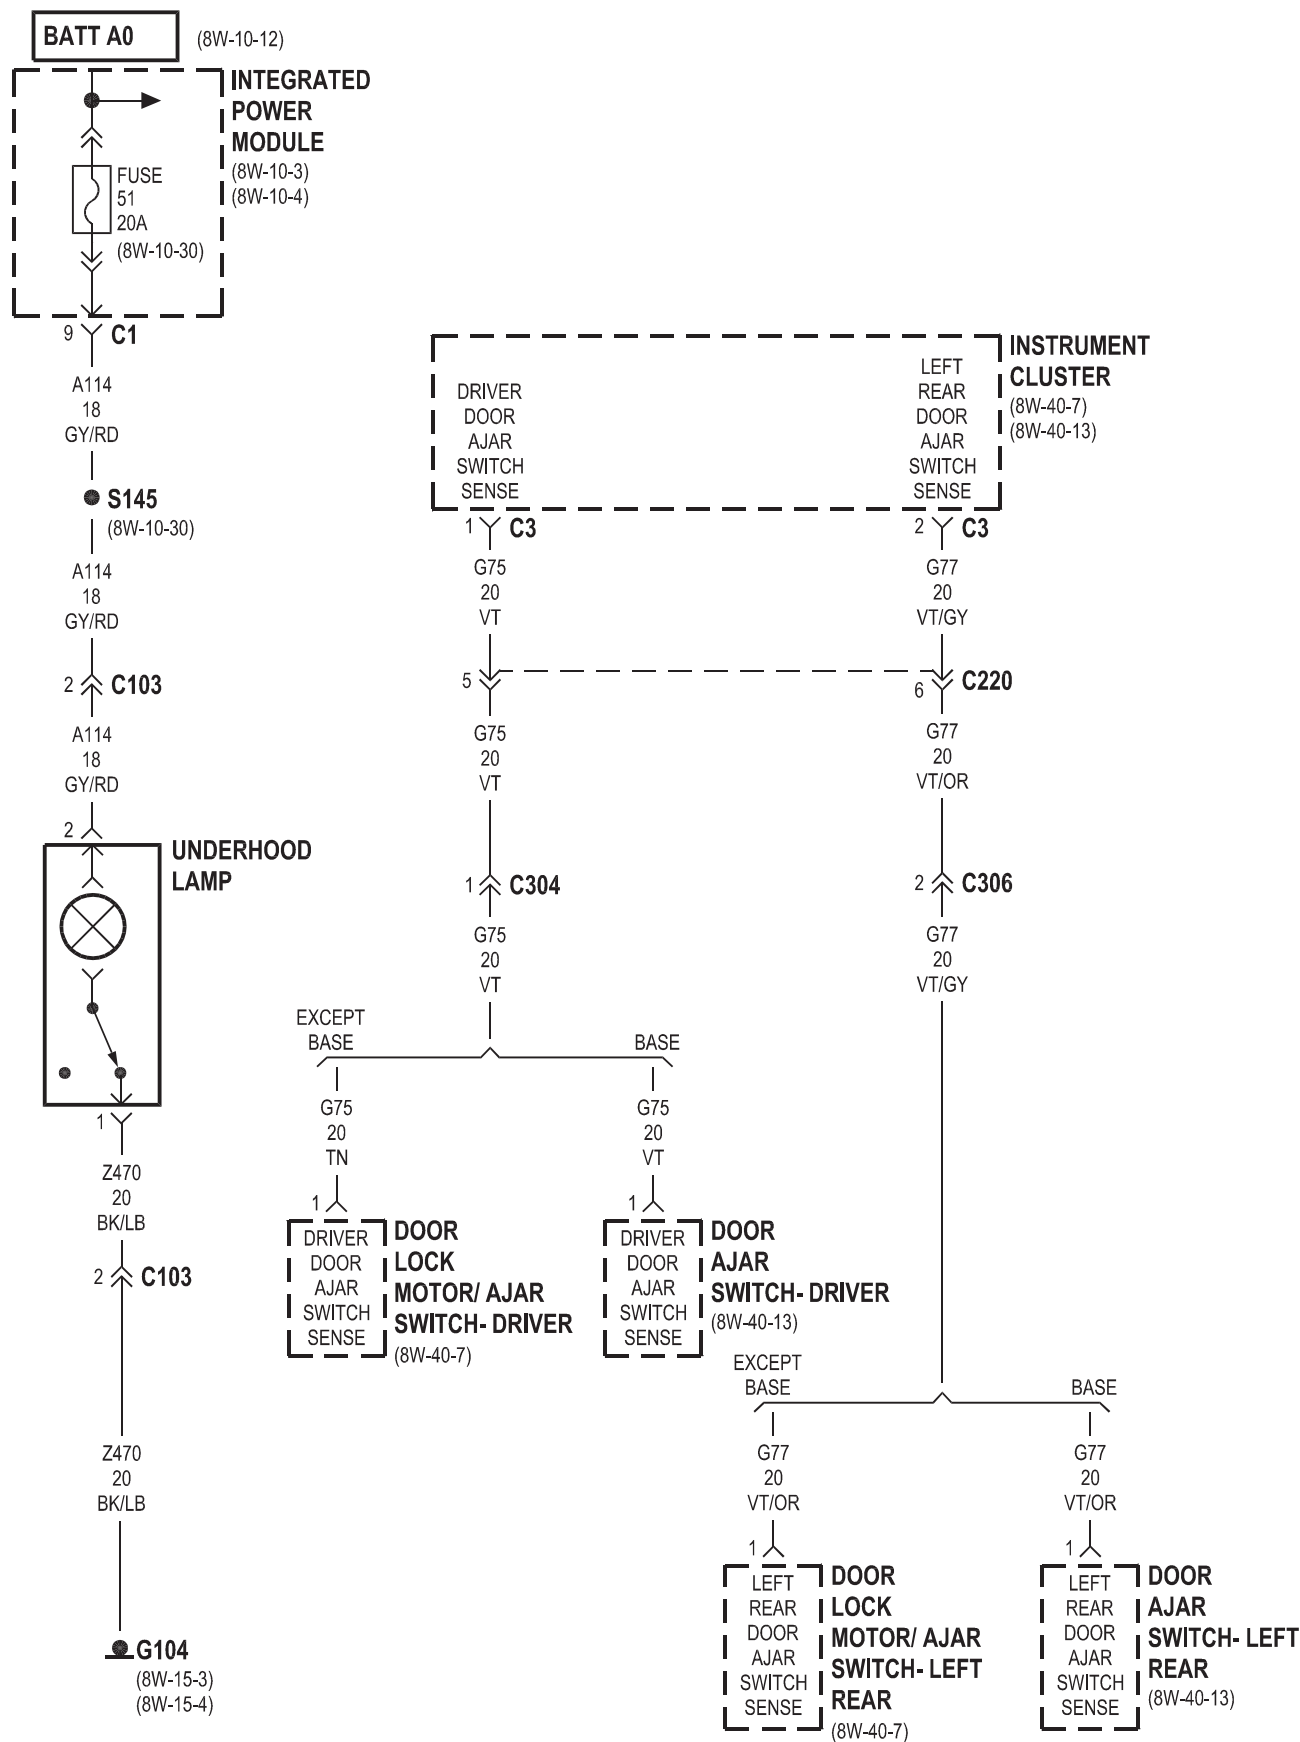 BATT A0
(8W-10-12)
INTEGRATED
POWER
MODULE
(8W-10-3)
(8W-10-4)
FUSE
51
20A
(8W-10-30)
9
C1
A114
18
GY/RD
S145
(8W-10-30)
A114
18
GY/RD
2
C103
A114
18
GY/RD
2
UNDERHOOD
LAMP
1
Z470
20
BK/LB
2
C103
Z470
20
BK/LB
G104
(8W-15-3)
(8W-15-4)
INSTRUMENT
CLUSTER
(8W-40-7)
(8W-40-13)
DRIVER
DOOR
AJAR
SWITCH
SENSE
1
C3
G75
20
VT
5
G75
20
VT
1
C304
G75
20
VT
EXCEPT
BASE
G75
20
TN
1
DRIVER
DOOR
AJAR
SWITCH
SENSE
DOOR
LOCK
MOTOR/ AJAR
SWITCH- DRIVER
(8W-40-7)
BASE
G75
20
VT
1
DRIVER
DOOR
AJAR
SWITCH
SENSE
DOOR
AJAR
SWITCH- DRIVER
(8W-40-13)
LEFT
REAR
DOOR
AJAR
SWITCH
SENSE
2
C3
G77
20
VT/GY
6
C220
G77
20
VT/OR
2
C306
G77
20
VT/GY
EXCEPT
BASE
G77
20
VT/OR
1
LEFT
REAR
DOOR
AJAR
SWITCH
SENSE
DOOR
LOCK
MOTOR/ AJAR
SWITCH- LEFT
REAR
(8W-40-7)
BASE
G77
20
VT/OR
1
LEFT
REAR
DOOR
AJAR
SWITCH
SENSE
DOOR
AJAR
SWITCH- LEFT
REAR
(8W-40-13)